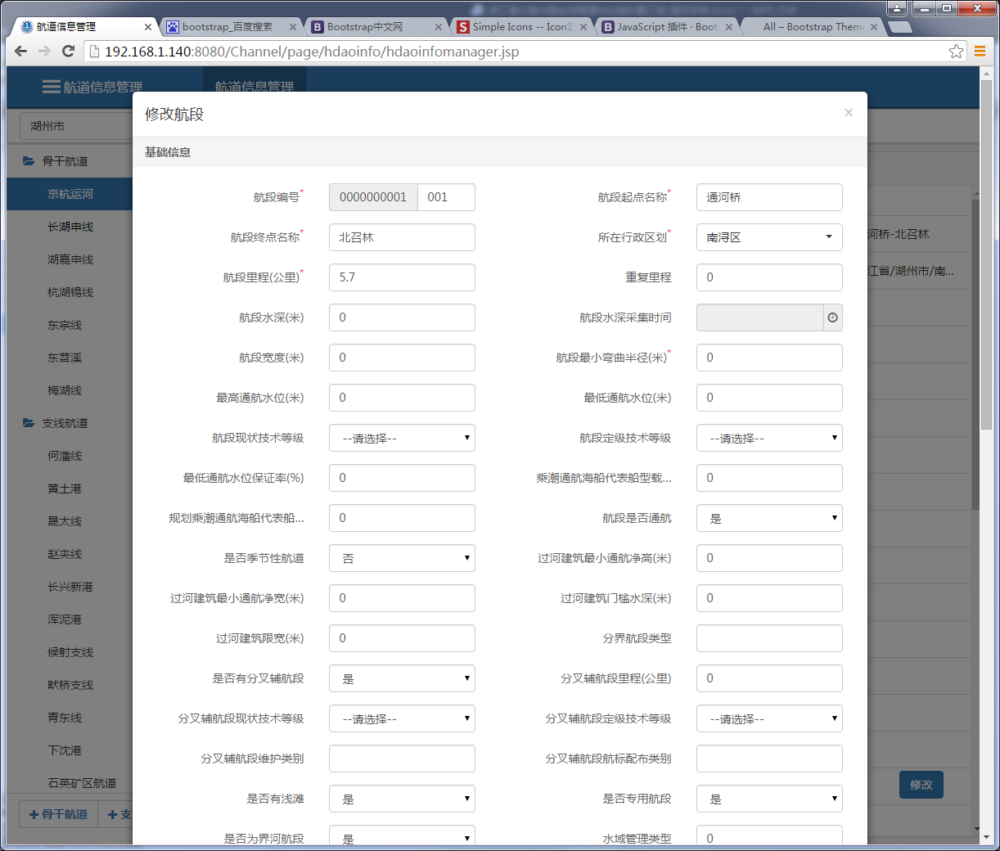 航道信息管理
bootstrap_百度搜索
Bootstrap中文网
Simple Icons -- Icon汇
JavaScript 插件 · Boots
All – Bootstrap Theme
192.168.1.140:8080/Channel/page/hdaoinfo/hdaoinfomanager.jsp
航道信息管理
航道信息管理
湖州市
骨干航道
京杭运河
长湖申线
湖嘉申线
杭湖锡线
东宗线
东苕溪
梅湖线
支线航道
何潘线
黄土港
晟太线
赵夹线
长兴新港
浑泥港
候射支线
畎桥支线
青东线
下沈港
石英矿区航道
骨干航道
支
修改航段
×
基础信息
航段编号* 0000000001 001
航段起点名称* 通河桥
航段终点名称* 北召林
所在行政区划* 南浔区
航段里程(公里)* 5.7
重复里程 0
航段水深(米) 0
航段水深采集时间
航段宽度(米) 0
航段最小弯曲半径(米)* 0
最高通航水位(米) 0
最低通航水位(米) 0
航段现状技术等级 --请选择--
航段定级技术等级 --请选择--
最低通航水位保证率(%) 0
乘潮通航海船代表船型载... 0
规划乘潮通航海船代表船... 0
航段是否通航 是
是否季节性航道 否
过河建筑最小通航净高(米) 0
过河建筑最小通航净宽(米) 0
过河建筑门槛水深(米) 0
过河建筑限宽(米) 0
分界航段类型
是否有分叉辅航段 是
分叉辅航段里程(公里) 0
分叉辅航段现状技术等级 --请选择--
分叉辅航段定级技术等级 --请选择--
分叉辅航段维护类别
分叉辅航段航标配布类别
是否有浅滩 是
是否专用航段 是
是否为界河航段 是
水域管理类型 0
河桥-北召林
江省/湖州市/南...
修改